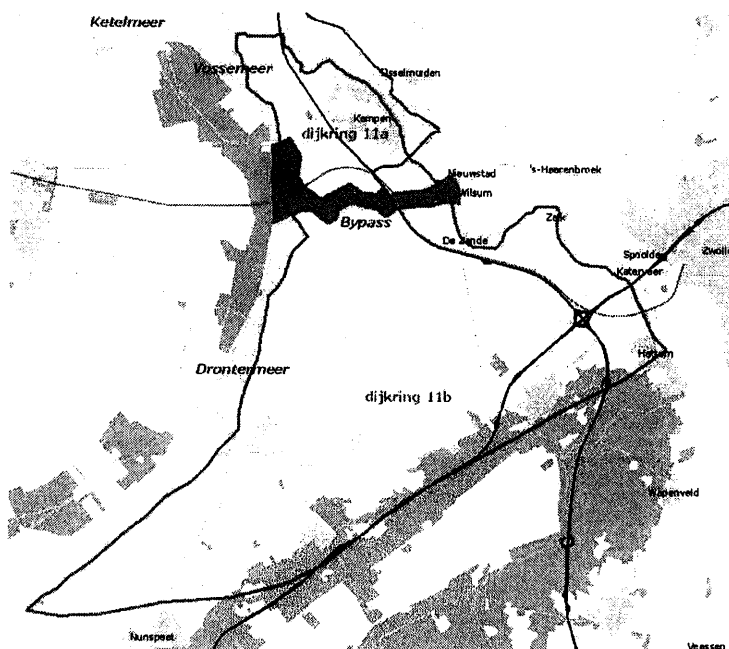 Ketelmeer
Vossemeer
IJsselmuiden
Kampen
dijkring 11a
Nieuwstad
's-Heerenbroek
Wilsum
Bypass
Zalk
De Zande
Spoolde
Zwolle
Katerveer
Hattem
Drontermeer
dijkring 11b
Wapenveld
Nunspeet
Veessen